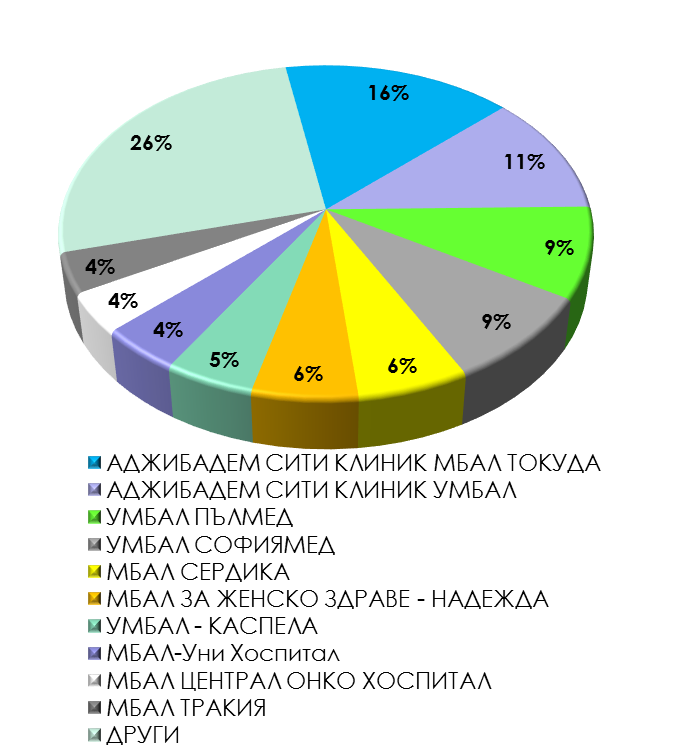 16%
26%
11%
9%
4%
4%
9%
4%
5%
6%
6%
АДЖИБАДЕМ СИТИ КЛИНИК МБАЛ ТОКУДА
АДЖИБАДЕМ СИТИ КЛИНИК УМБАЛ
УМБАЛ ПЪЛМЕД
УМБАЛ СОФИЯМЕД
МБАЛ СЕРДИКА
МБАЛ ЗА ЖЕНСКО ЗДРАВЕ - НАДЕЖДА
УМБАЛ - КАСПЕЛА
МБАЛ-Уни Хоспитал
МБАЛ ЦЕНТРАЛ ОНКО ХОСПИТАЛ
МБАЛ ТРАКИЯ
ДРУГИ